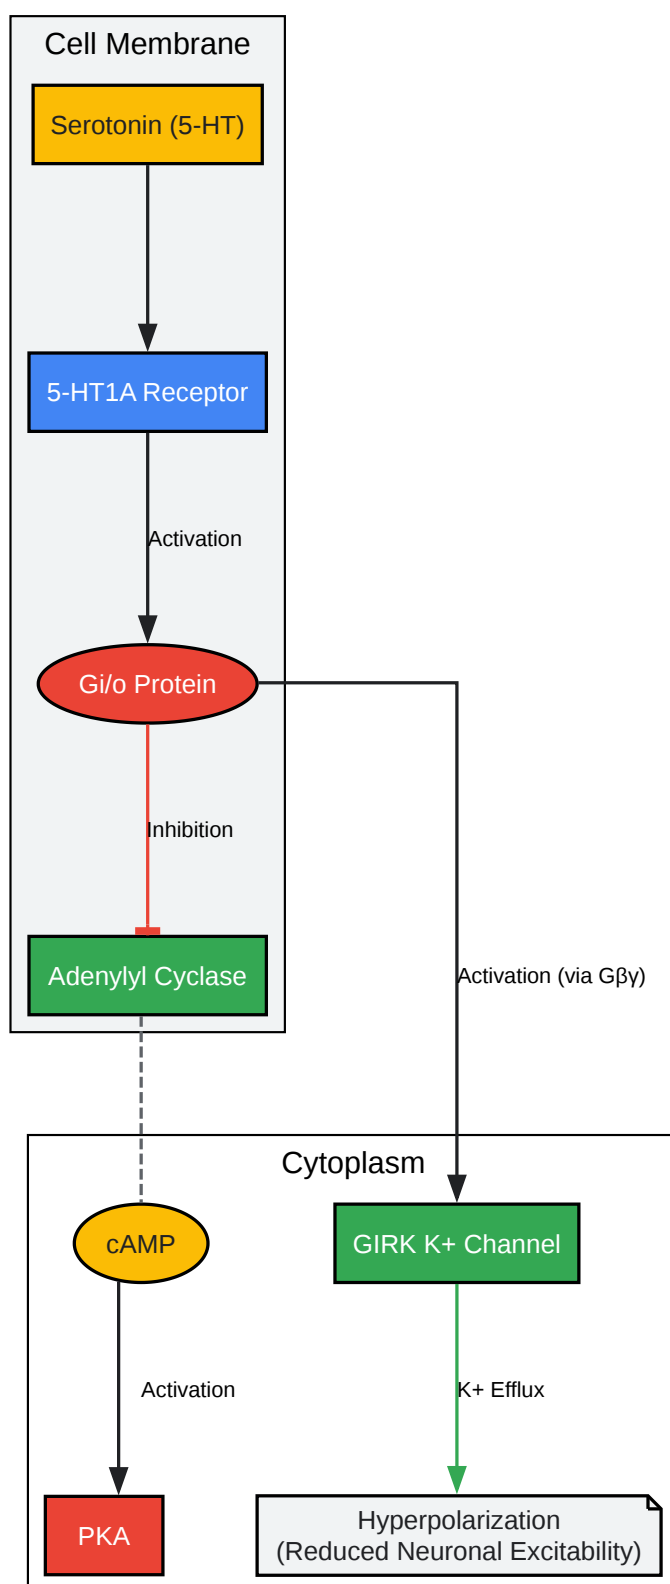 Cell Membrane
Serotonin (5-HT)
5-HT1A Receptor
Activation
Gi/o Protein
Inhibition
Adenylyl Cyclase
Activation (via Gβγ)
Cytoplasm
cAMP
GIRK K+ Channel
Activation
K+ Efflux
PKA
Hyperpolarization
(Reduced Neuronal Excitability)